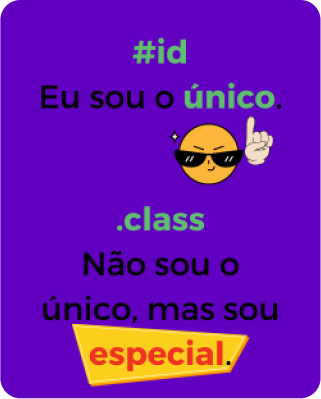 #id
Eu sou o único.
.class
Não sou o
único, mas sou
especial.